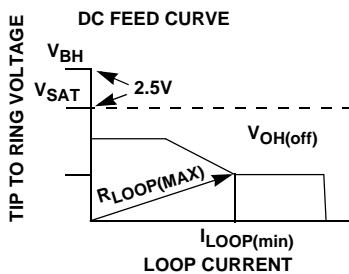 DC FEED CURVE
TIP TO RING VOLTAGE
VBH
VSAT
2.5V
VOH(off)
RLOOP(MAX)
ILOOP(min)
LOOP CURRENT